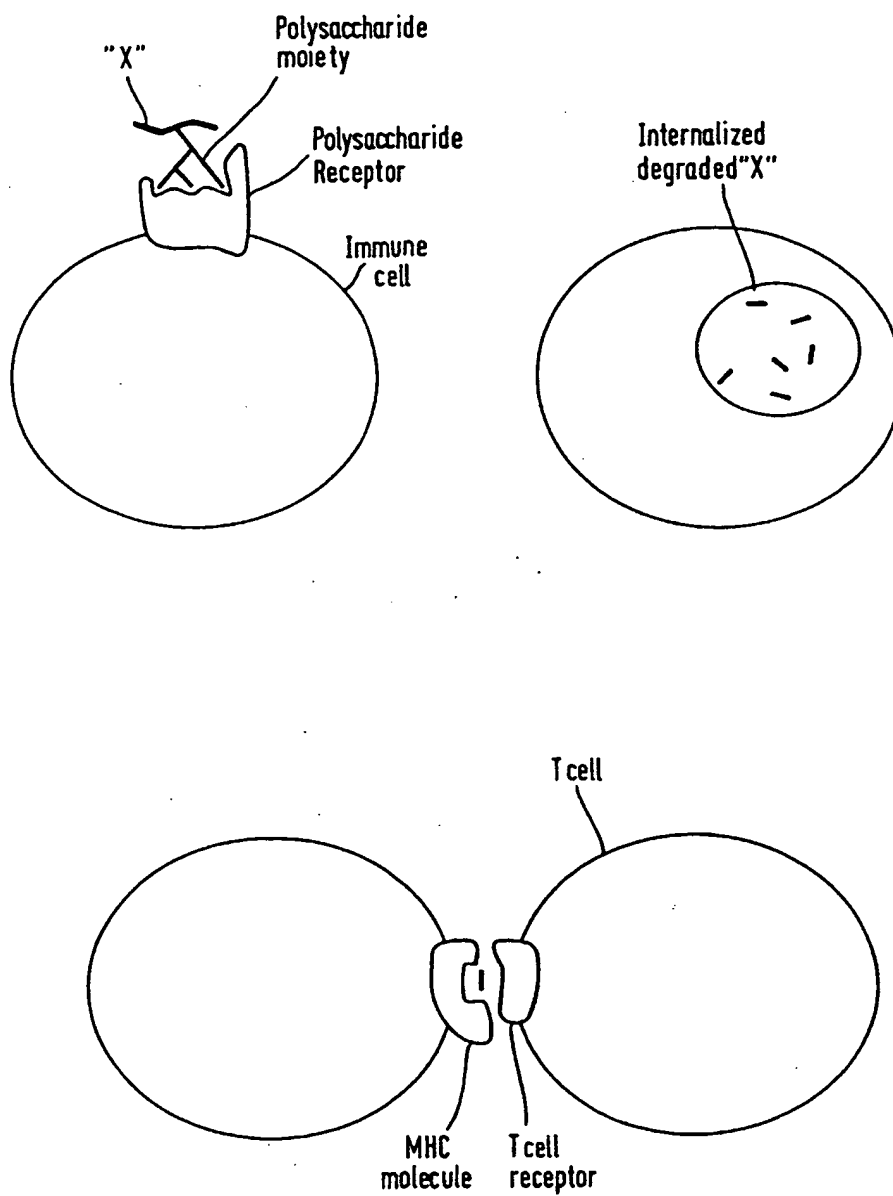 "X"
Polysaccharide
moiety
Polysaccharide
Receptor
Immune
cell
Internalized
degraded "X"
T cell
MHC
molecule
T cell
receptor